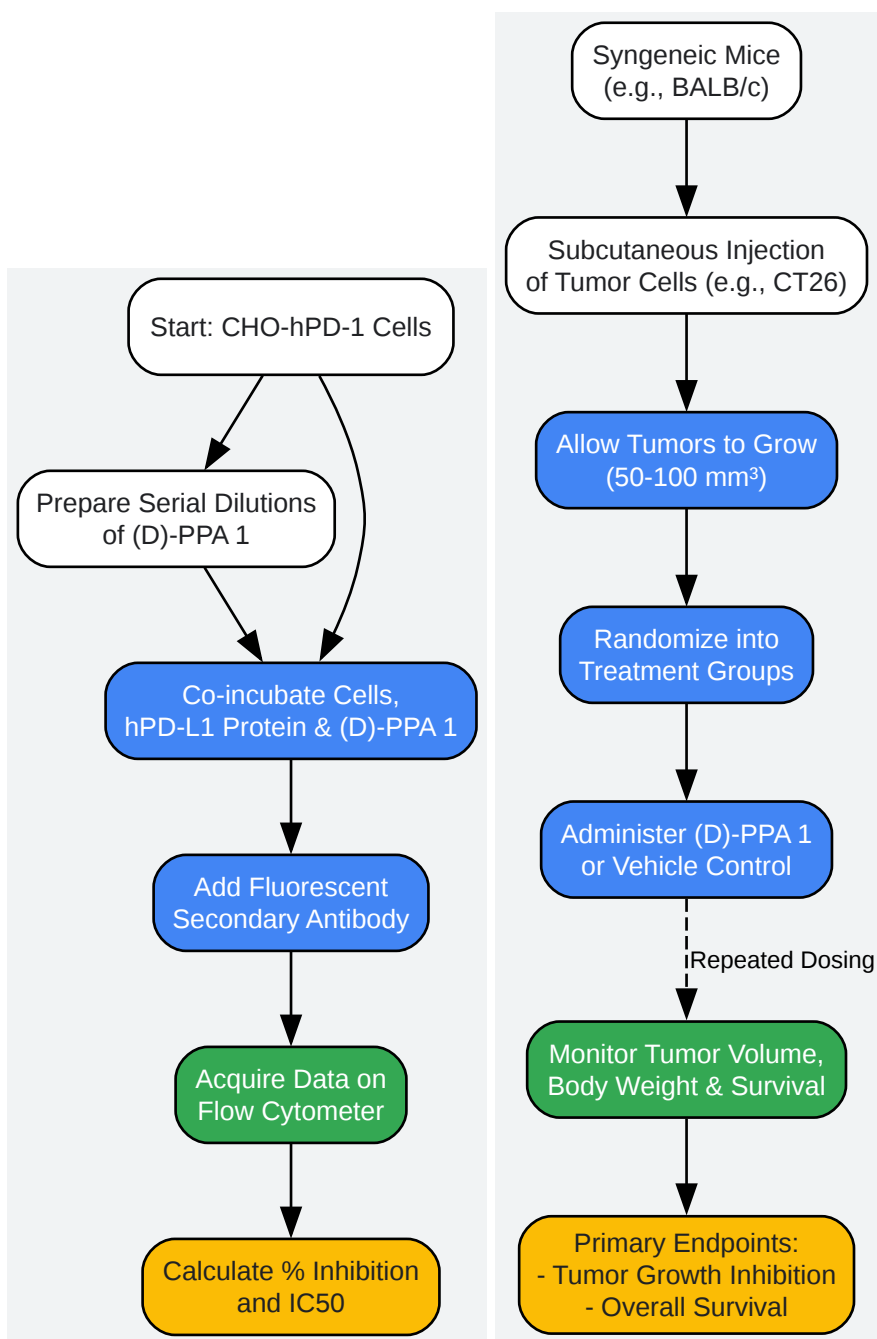 Start: CHO-hPD-1 Cells
Prepare Serial Dilutions
of (D)-PPA 1
Co-incubate Cells,
hPD-L1 Protein & (D)-PPA 1
Add Fluorescent
Secondary Antibody
Acquire Data on
Flow Cytometer
Calculate % Inhibition
and IC50
Syngeneic Mice
(e.g., BALB/c)
Subcutaneous Injection
of Tumor Cells (e.g., CT26)
Allow Tumors to Grow
(50-100 mm³)
Randomize into
Treatment Groups
Administer (D)-PPA 1
or Vehicle Control
Repeated Dosing
Monitor Tumor Volume,
Body Weight & Survival
Primary Endpoints:
- Tumor Growth Inhibition
- Overall Survival